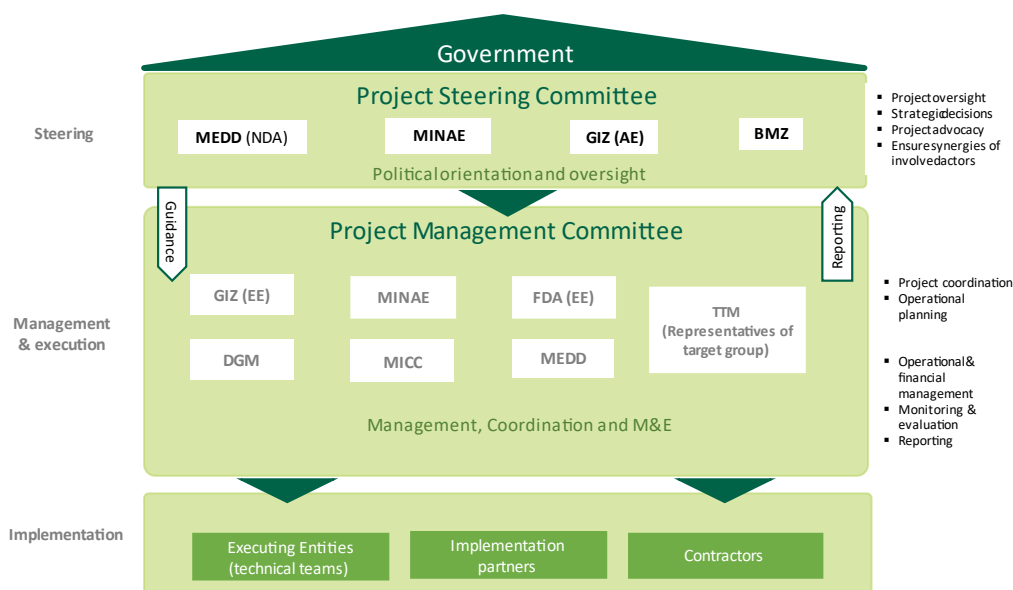 Government
Project Steering Committee
Steering
MEDD (NDA)
MINAE
GIZ (AE)
BMZ
Political orientation and oversight
▪ Project oversight
▪ Strategic decisions
▪ Project advocacy
▪ Ensure synergies of
involved actors
Guidance
Reporting
Project Management Committee
Management
& execution
GIZ (EE)
MINAE
FDA (EE)
TTM
(Representatives of
target group)
DGM
MICC
MEDD
Management, Coordination and M&E
▪ Project coordination
▪ Operational
planning
▪ Operational &
financial
management
▪ Monitoring &
evaluation
▪ Reporting
Implementation
Executing Entities
(technical teams)
Implementation
partners
Contractors